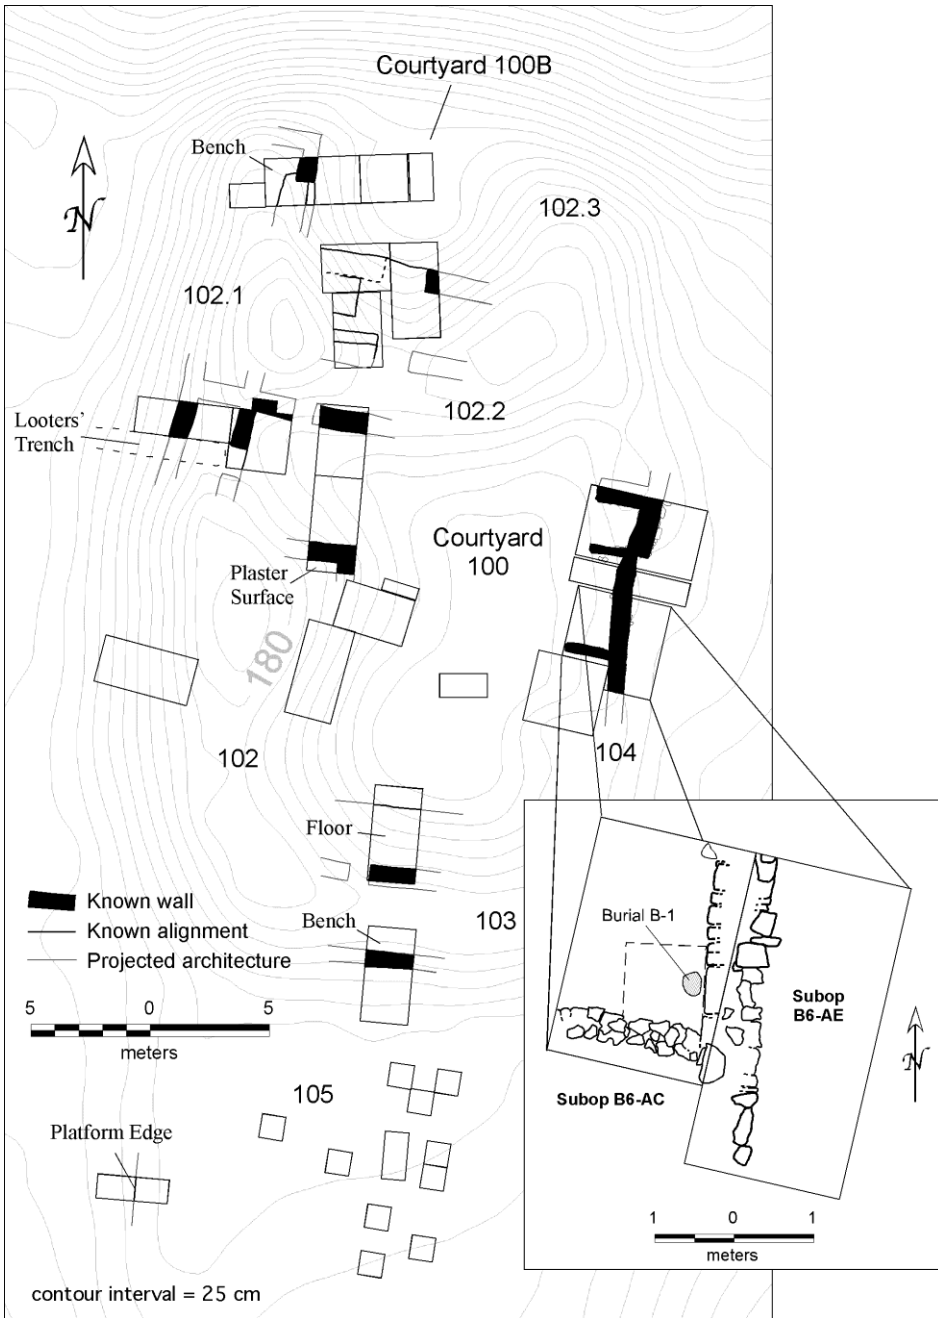 Courtyard 100B
Bench
N
102.3
102.1
102.2
Looters'
Trench
Courtyard
100
Plaster
Surface
180
102
104
Floor
Known wall
Bench
103
Known alignment
Projected architecture
5 0 5
meters
Burial B-1
Subop
B6-AE
N
Subop B6-AC
105
Platform Edge
1 0 1
meters
contour interval = 25 cm